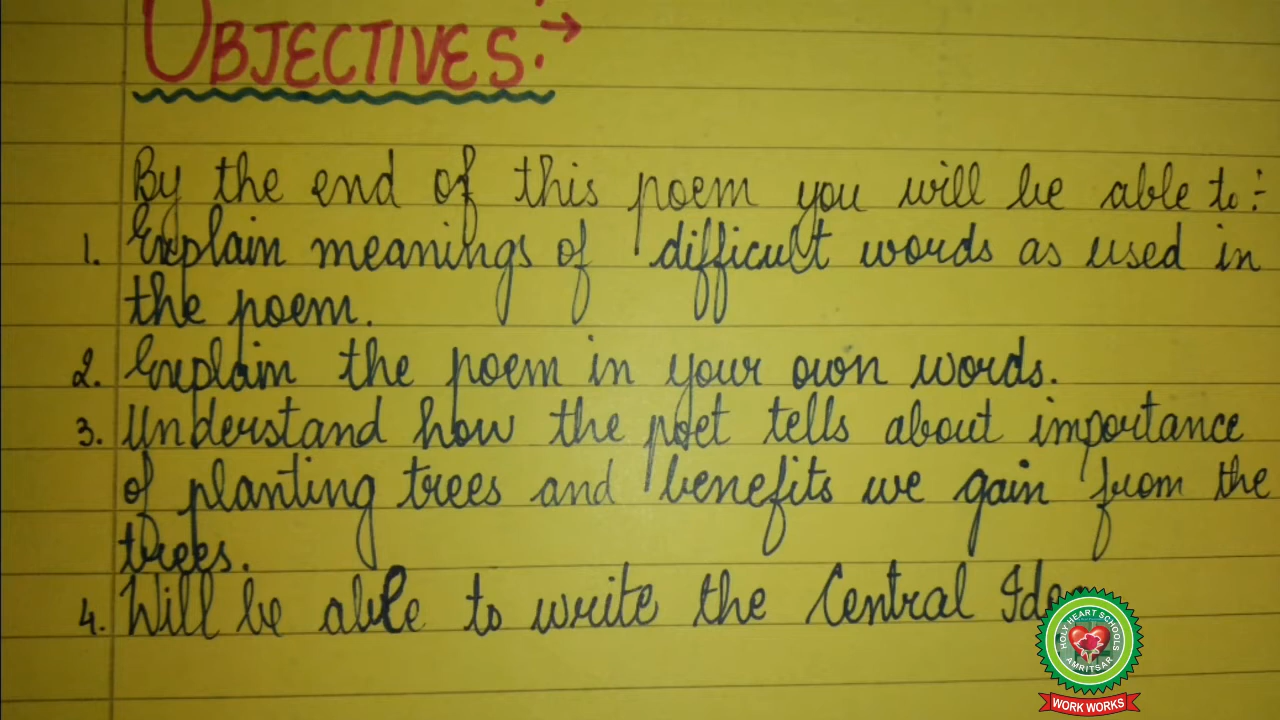 OBJECTIVES:→
By the end of this poem you will be able to:-
1. Explain meanings of difficult words as used in
the poem.
2. Explain the poem in your own words.
3. Understand how the poet tells about importance
of planting trees and benefits we gain from the
trees.
4. Will be able to write the Central Ide
HOLY HEART SCHOOLS
AMRITSAR
WORK WORKS